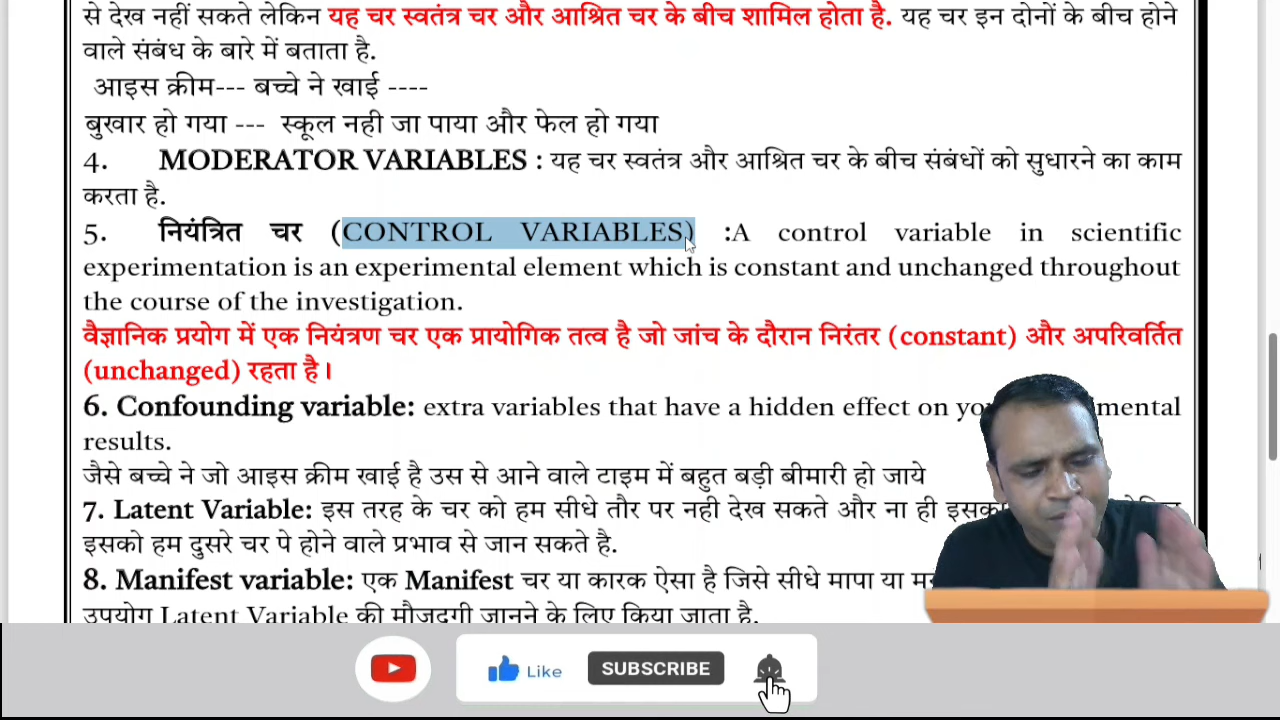 से देख नहीं सकते लेकिन यह चर स्वतंत्र चर और आश्रित चर के बीच शामिल होता है. यह चर इन दोनों के बीच होने
वाले संबंध के बारे में बताता है.
आइस क्रीम--- बच्चे ने खाई ----
बुखार हो गया --- स्कूल नही जा पाया और फेल हो गया
4. MODERATOR VARIABLES : यह चर स्वतंत्र और आश्रित चर के बीच संबंधों को सुधारने का काम
करता है.
5. नियंत्रित चर (CONTROL VARIABLES) :A control variable in scientific
experimentation is an experimental element which is constant and unchanged throughout
the course of the investigation.
वैज्ञानिक प्रयोग में एक नियंत्रण चर एक प्रायोगिक तत्व है जो जांच के दौरान निरंतर (constant) और अपरिवर्तित
(unchanged) रहता है।
6. Confounding variable: extra variables that have a hidden effect on
results.
जैसे बच्चे ने जो आइस क्रीम खाई है उस से आने वाले टाइम में बहुत बड़ी बीमारी हो जाये
7. Latent Variable: इस तरह के चर को हम सीधे तौर पर नही देख सकते और ना ही
इसको हम दुसरे चर पे होने वाले प्रभाव से जान सकते है.
8. Manifest variable: एक Manifest चर या कारक ऐसा है जिसे सीधे मापा या
उपयोग Latent Variable की मौजूदगी जानने के लिए किया जाता है.
Like SUBSCRIBE